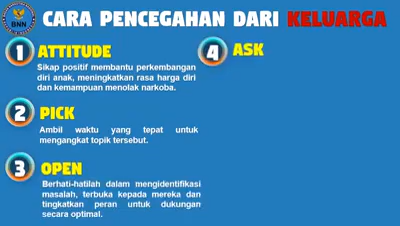 CARA PENCEGAHAN DARI KELUARGA
BNN
1 ATTITUDE
Sikap positif membantu perkembangan
diri anak, meningkatkan rasa harga diri
dan kemampuan menolak narkoba.
2 PICK
Ambil waktu yang tepat untuk
mengangkat topik tersebut.
3 OPEN
Berhati-hatilah dalam mengidentifikasi
masalah, terbuka kepada mereka dan
tingkatkan peran untuk dukungan
secara optimal.
4 ASK